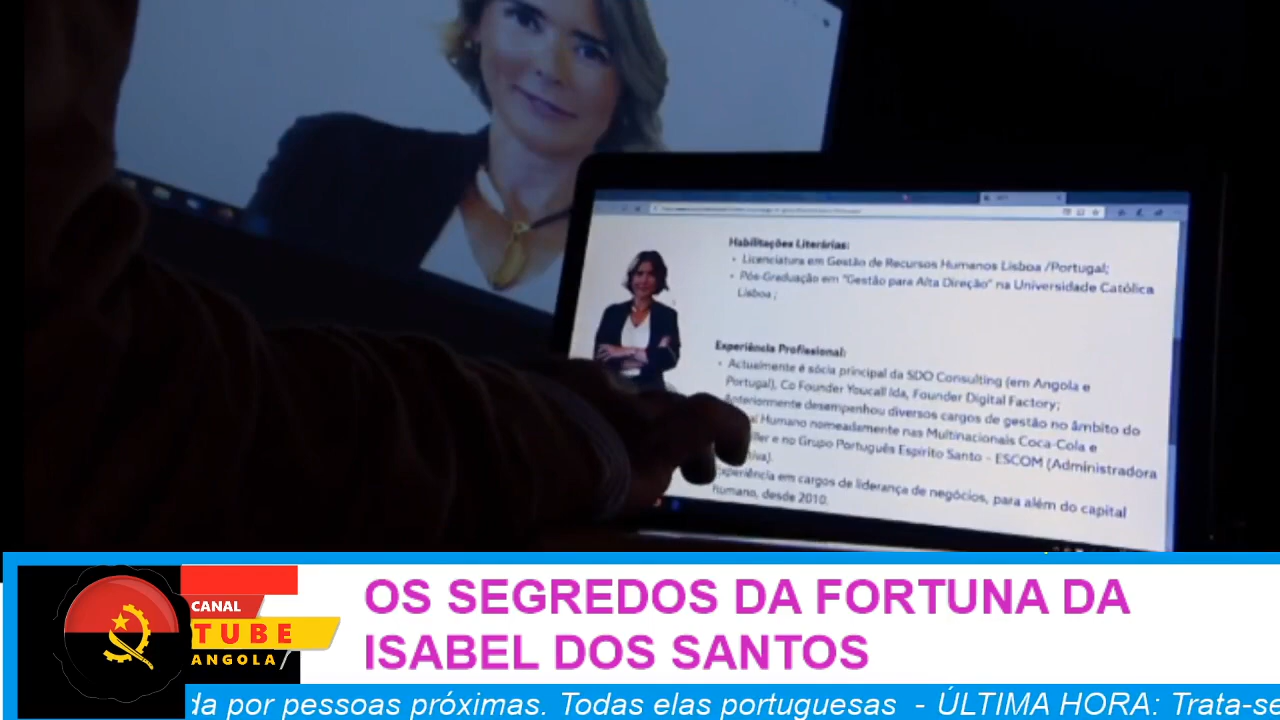 Habilitações Literárias:
• Licenciatura em Gestão de Recursos Humanos Lisboa /Portugal;
• Pós-Graduação em "Gestão para Alta Direção" na Universidade Católica
Lisboa ;
Experiência Profissional:
• Actualmente é sócia principal da SDO Consulting (em Angola e
Portugal), Co Founder Youcall lda, Founder Digital Factory;
Anteriormente desempenhou diversos cargos de gestão no âmbito do
Humano nomeadamente nas Multinacionais Coca-Cola e
e no Grupo Português Espirito Santo - ESCOM (Administradora
Experiência em cargos de liderança de negócios, para além do capital
humano, desde 2010.
OS SEGREDOS DA FORTUNA DA
ISABEL DOS SANTOS
CANAL
TUBE
ANGOLA
da por pessoas próximas. Todas elas portuguesas - ÚLTIMA HORA: Trata-se